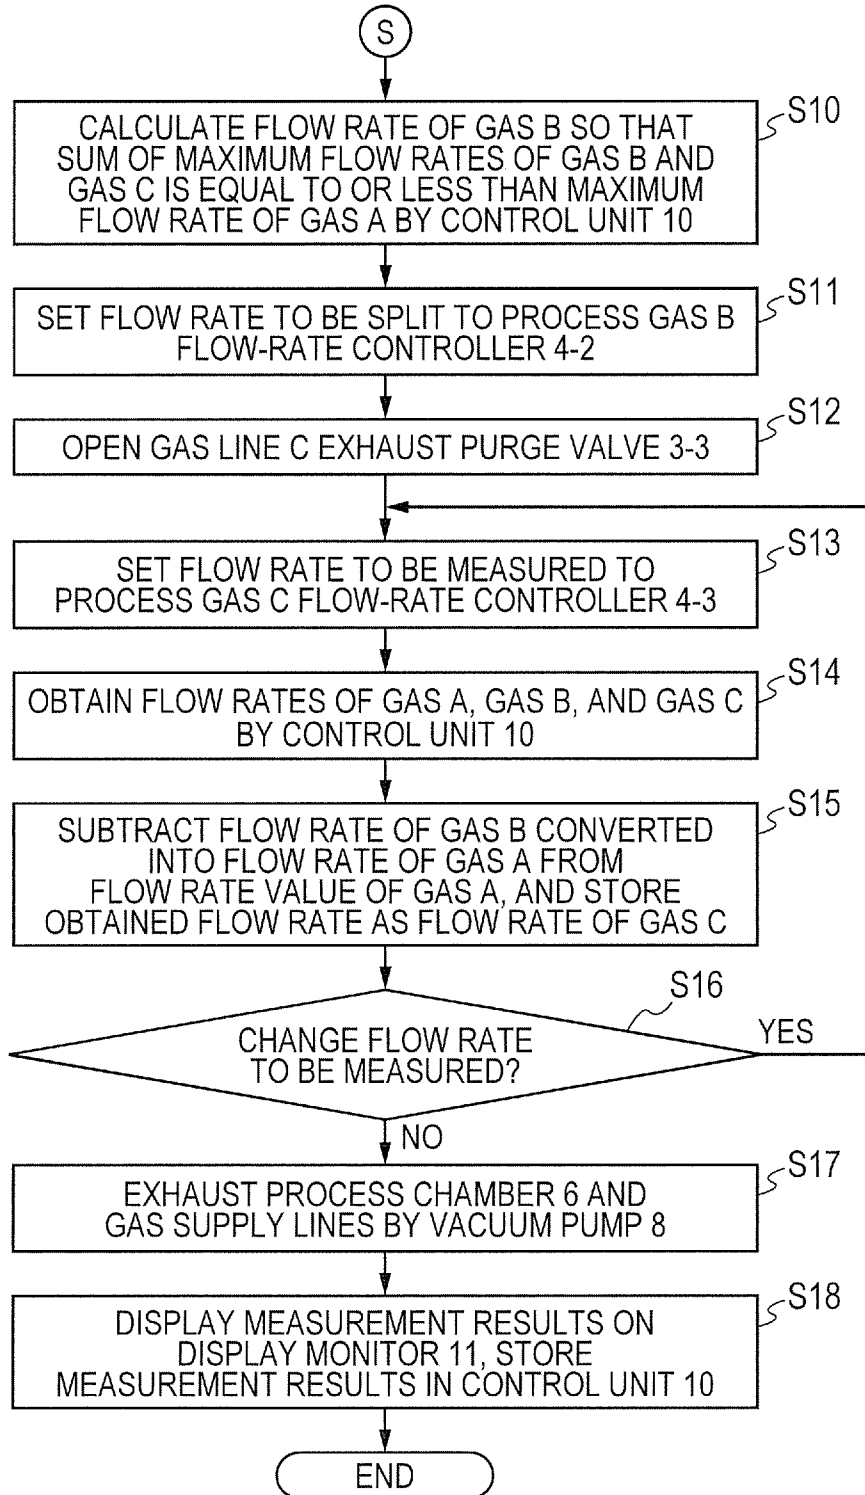 S
S10
CALCULATE FLOW RATE OF GAS B SO THAT
SUM OF MAXIMUM FLOW RATES OF GAS B AND
GAS C IS EQUAL TO OR LESS THAN MAXIMUM
FLOW RATE OF GAS A BY CONTROL UNIT 10
S11
SET FLOW RATE TO BE SPLIT TO PROCESS GAS B
FLOW-RATE CONTROLLER 4-2
S12
OPEN GAS LINE C EXHAUST PURGE VALVE 3-3
S13
SET FLOW RATE TO BE MEASURED TO
PROCESS GAS C FLOW-RATE CONTROLLER 4-3
S14
OBTAIN FLOW RATES OF GAS A, GAS B, AND GAS C
BY CONTROL UNIT 10
S15
SUBTRACT FLOW RATE OF GAS B CONVERTED
INTO FLOW RATE OF GAS A FROM
FLOW RATE VALUE OF GAS A, AND STORE
OBTAINED FLOW RATE AS FLOW RATE OF GAS C
S16
CHANGE FLOW RATE
TO BE MEASURED?
YES
NO
S17
EXHAUST PROCESS CHAMBER 6 AND
GAS SUPPLY LINES BY VACUUM PUMP 8
S18
DISPLAY MEASUREMENT RESULTS ON
DISPLAY MONITOR 11, STORE
MEASUREMENT RESULTS IN CONTROL UNIT 10
END